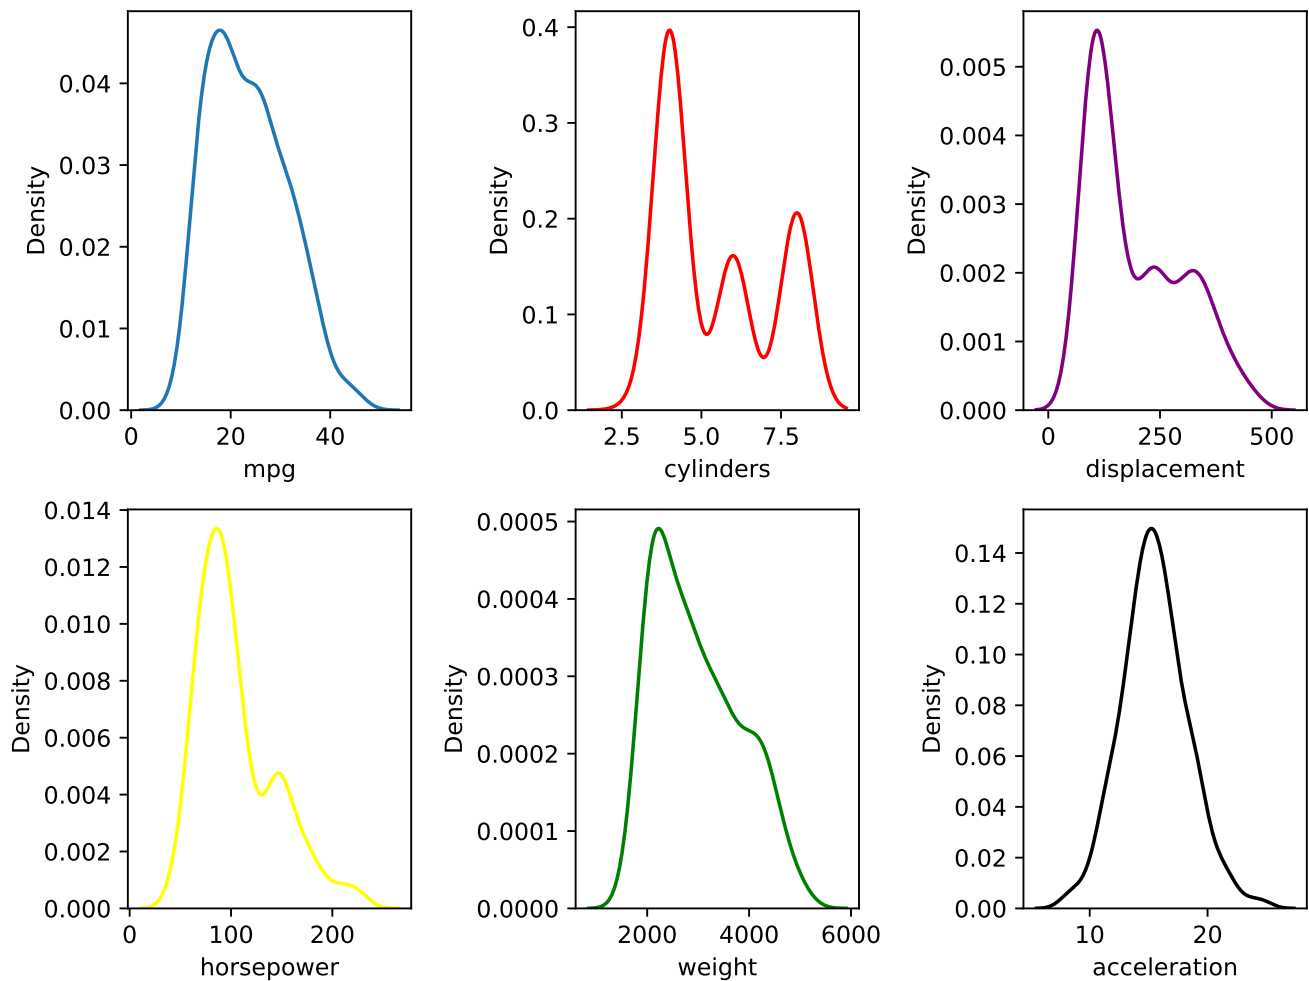 Density
0.00
0.01
0.02
0.03
0.04
0 20 40
mpg
Density
0.0
0.1
0.2
0.3
0.4
2.5 5.0 7.5
cylinders
Density
0.000
0.001
0.002
0.003
0.004
0.005
0 250 500
displacement
Density
0.000
0.002
0.004
0.006
0.008
0.010
0.012
0.014
0 100 200
horsepower
Density
0.0000
0.0001
0.0002
0.0003
0.0004
0.0005
2000 4000 6000
weight
Density
0.00
0.02
0.04
0.06
0.08
0.10
0.12
0.14
10 20
acceleration